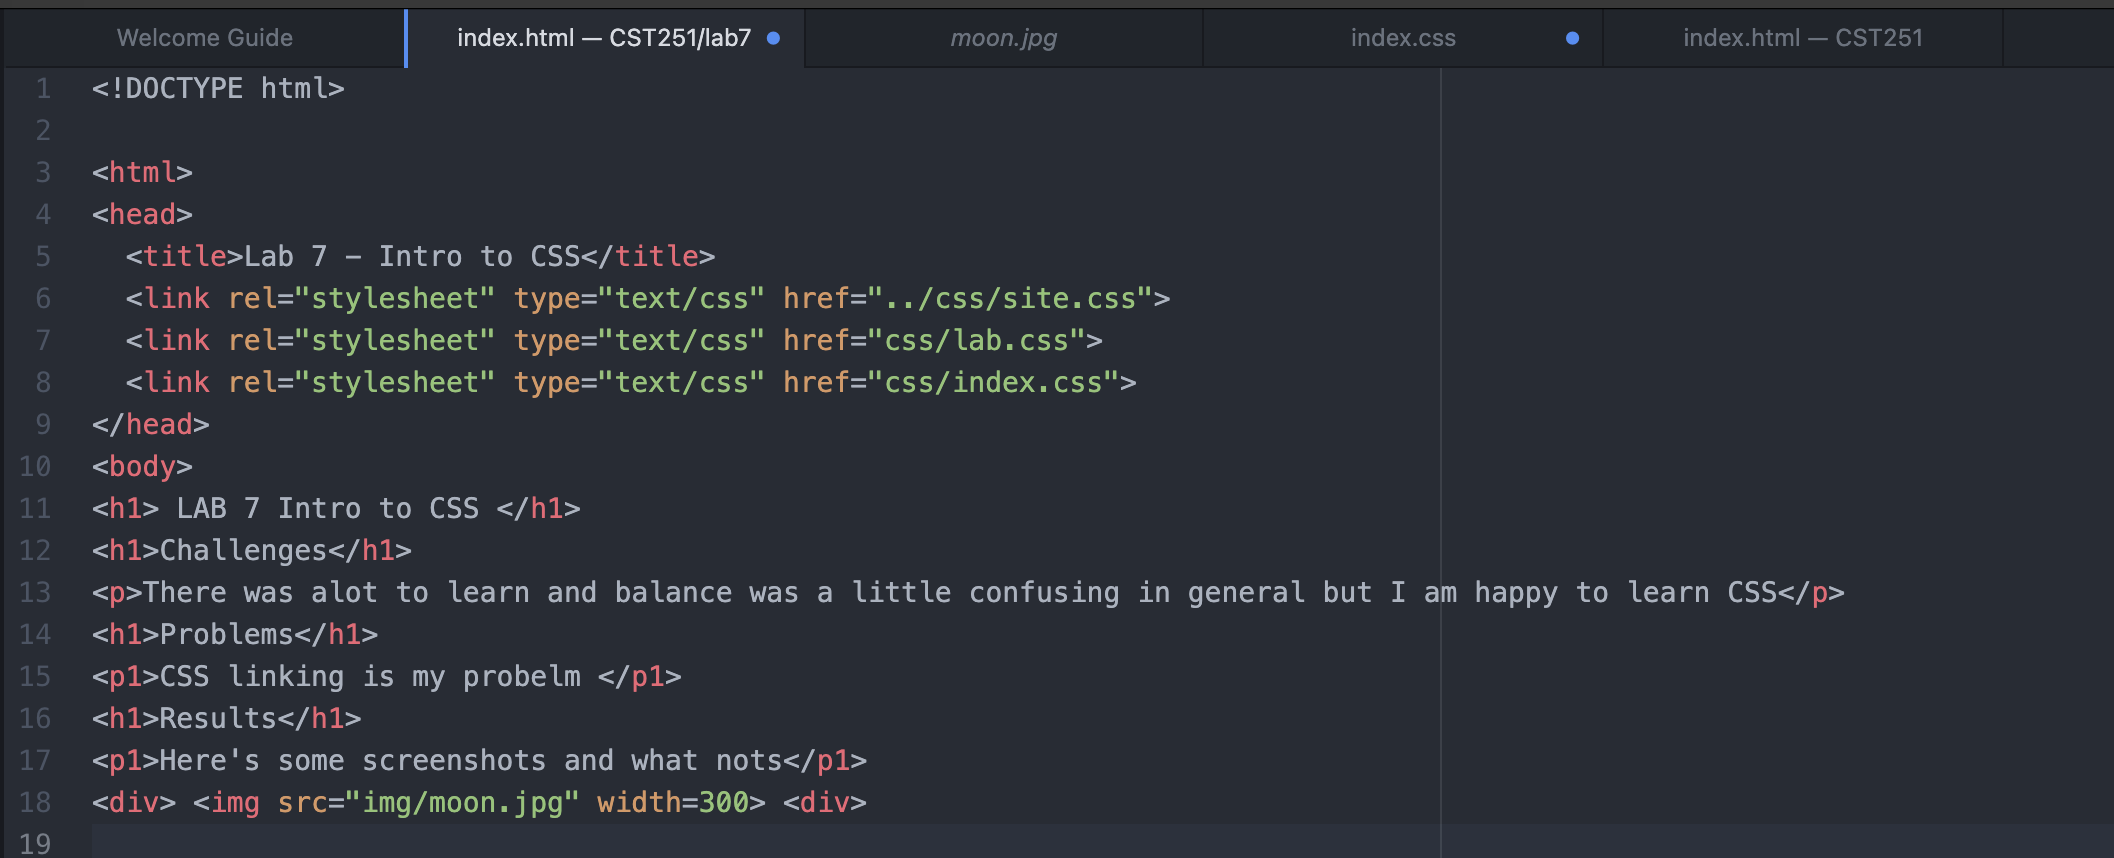 Welcome Guide
index.html — CST251/lab7
moon.jpg
index.css
index.html — CST251
1 <!DOCTYPE html>
2
3 <html>
4 <head>
5   <title>Lab 7 - Intro to CSS</title>
6   <link rel="stylesheet" type="text/css" href="../css/site.css">
7   <link rel="stylesheet" type="text/css" href="css/lab.css">
8   <link rel="stylesheet" type="text/css" href="css/index.css">
9 </head>
10 <body>
11 <h1> LAB 7 Intro to CSS </h1>
12 <h1>Challenges</h1>
13 <p>There was alot to learn and balance was a little confusing in general but I am happy to learn CSS</p>
14 <h1>Problems</h1>
15 <p1>CSS linking is my probelm </p1>
16 <h1>Results</h1>
17 <p1>Here's some screenshots and what nots</p1>
18 <div> <img src="img/moon.jpg" width=300> <div>
19